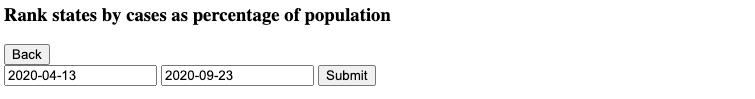 Rank states by cases as percentage of population
Back
2020-04-13 2020-09-23 Submit